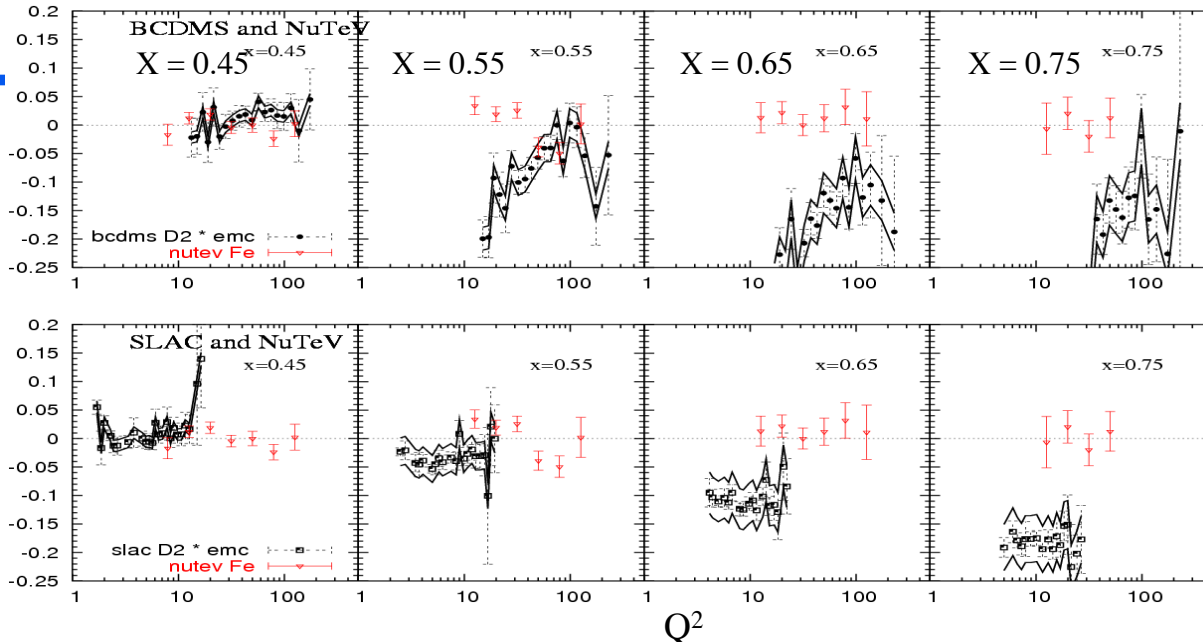 BCDMS and NuTeV
x=0.45 x=0.55 x=0.65 x=0.75
X = 0.45 X = 0.55 X = 0.65 X = 0.75
0.2
0.15
0.1
0.05
0
-0.05
-0.1
-0.15
-0.2
-0.25
bcdms D2 * emc
nutev Fe
1 10 100 1 10 100 1 10 100 1 10 100
SLAC and NuTeV
x=0.45 x=0.55 x=0.65 x=0.75
0.2
0.15
0.1
0.05
0
-0.05
-0.1
-0.15
-0.2
-0.25
slac D2 * emc
nutev Fe
1 10 100 1 10 100 1 10 100 1 10 100
Q²